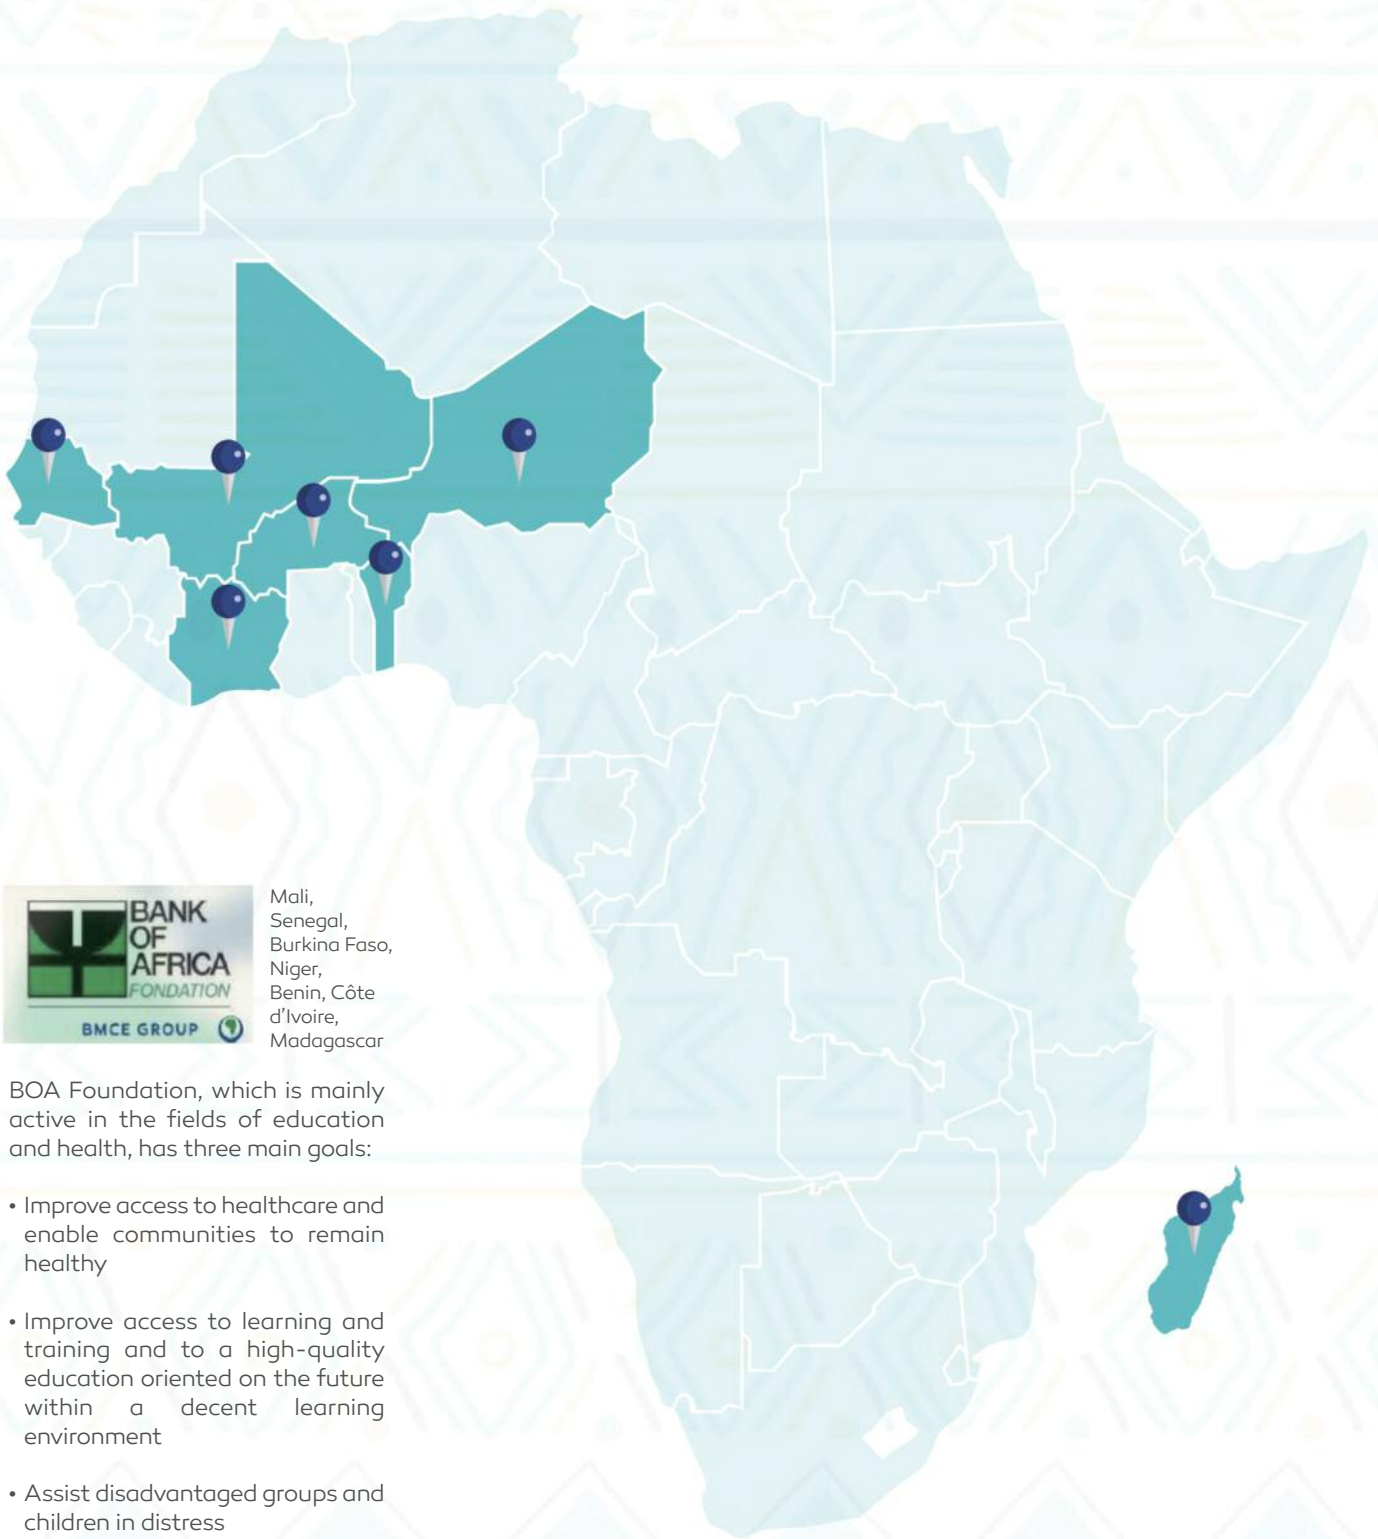 BANK
OF
AFRICA
FONDATION
BMCE GROUP
Mali,
Senegal,
Burkina Faso,
Niger,
Benin, Côte
d'Ivoire,
Madagascar
BOA Foundation, which is mainly
active in the fields of education
and health, has three main goals:
• Improve access to healthcare and
enable communities to remain
healthy
• Improve access to learning and
training and to a high-quality
education oriented on the future
within a decent learning
environment
• Assist disadvantaged groups and
children in distress